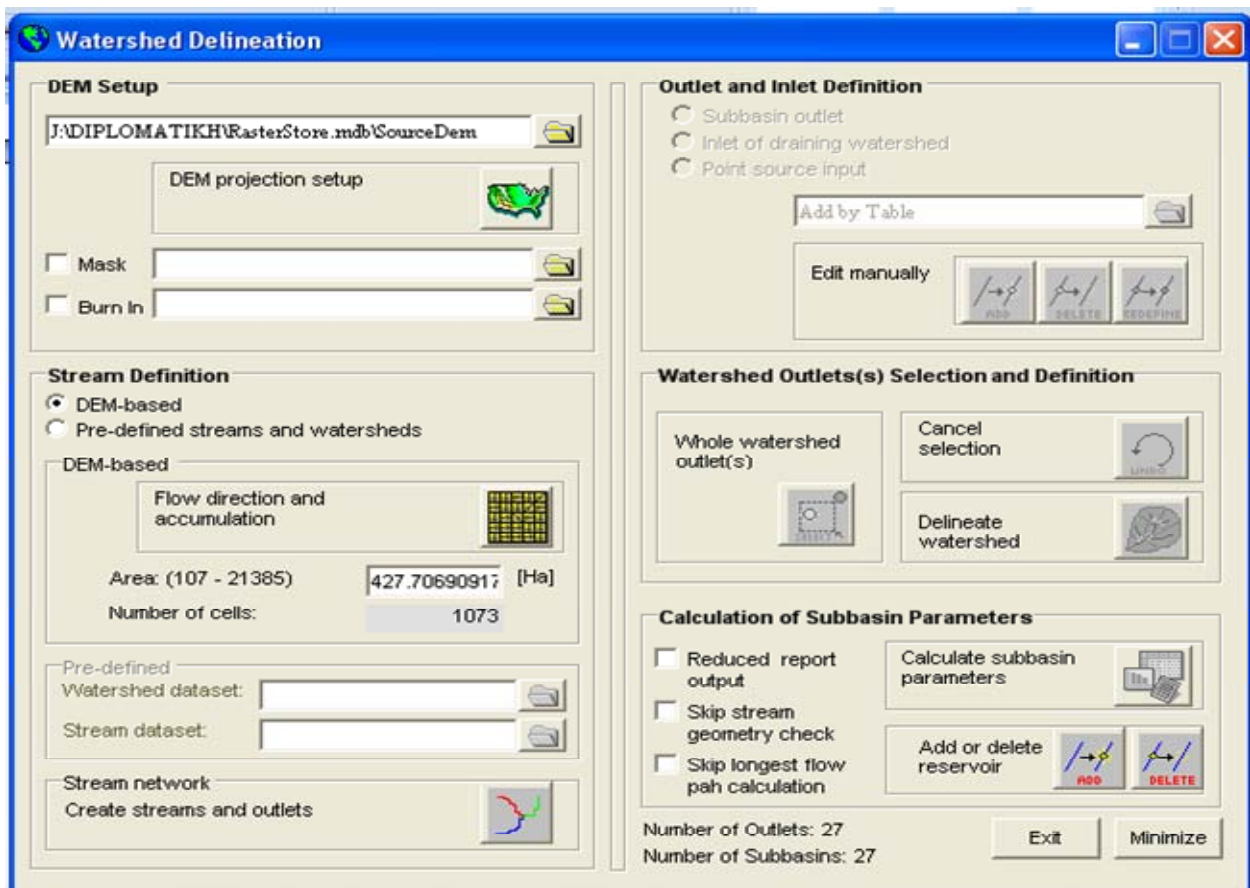 Watershed Delineation
DEM Setup
J:\DIPLOMATIKH\RasterStore.mdb\SourceDem
DEM projection setup
Mask
Burn In
Stream Definition
DEM-based
Pre-defined streams and watersheds
DEM-based
Flow direction and
accumulation
Area: (107 - 21385)
427.70690917
[Ha]
Number of cells:
1073
Pre-defined
Watershed dataset:
Stream dataset:
Stream network
Create streams and outlets
Outlet and Inlet Definition
Subbasin outlet
Inlet of draining watershed
Point source input
Add by Table
Edit manually
ADD
DELETE
REDEFINE
Watershed Outlets(s) Selection and Definition
Whole watershed
outlet(s)
SELECT
Cancel
selection
UNDO
Delineate
watershed
Calculation of Subbasin Parameters
Reduced report
output
Skip stream
geometry check
Skip longest flow
pah calculation
Calculate subbasin
parameters
Add or delete
reservoir
ADD
DELETE
Number of Outlets: 27
Number of Subbasins: 27
Exit
Minimize